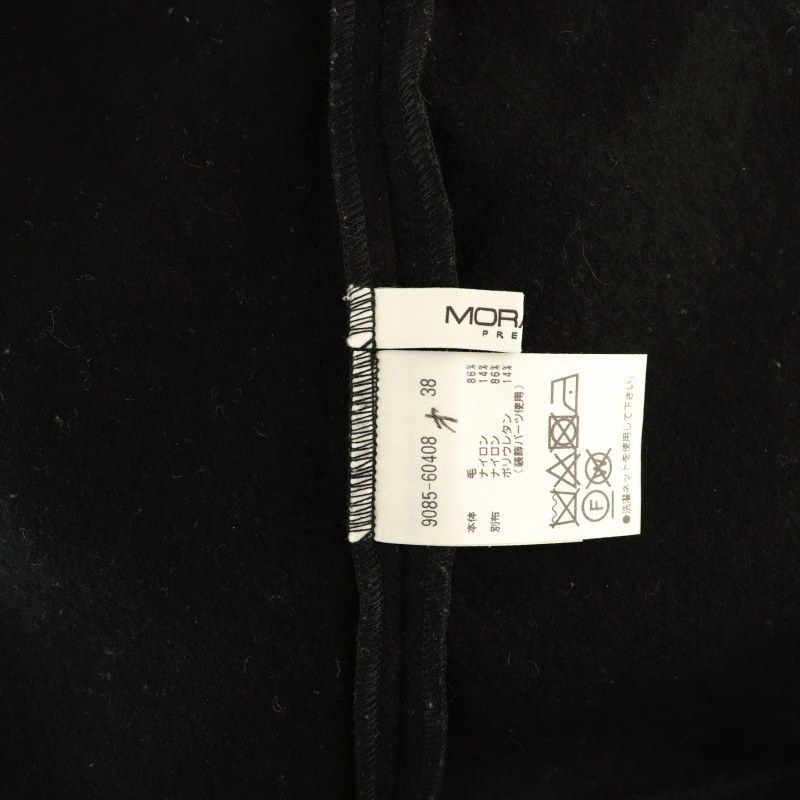 MORA
PRE
9085-60408 38
本体 毛 86%
ナイロン 14%
別布 ナイロン 86%
ポリウレタン 14%
(装飾パーツ使用)
F
●洗濯ネットを使用して下さい。